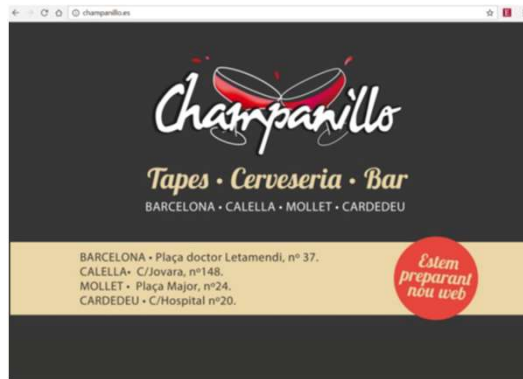 champanillo.es
Champanillo
Tapes • Cerveseria • Bar
BARCELONA • CALELLA • MOLLET • CARDEDEU
BARCELONA • Plaça doctor Letamendi, nº 37.
CALELLA• C/Jovara, nº148.
MOLLET • Plaça Major, nº24.
CARDEDEU • C/Hospital nº20.
Estem
preparant
nou web